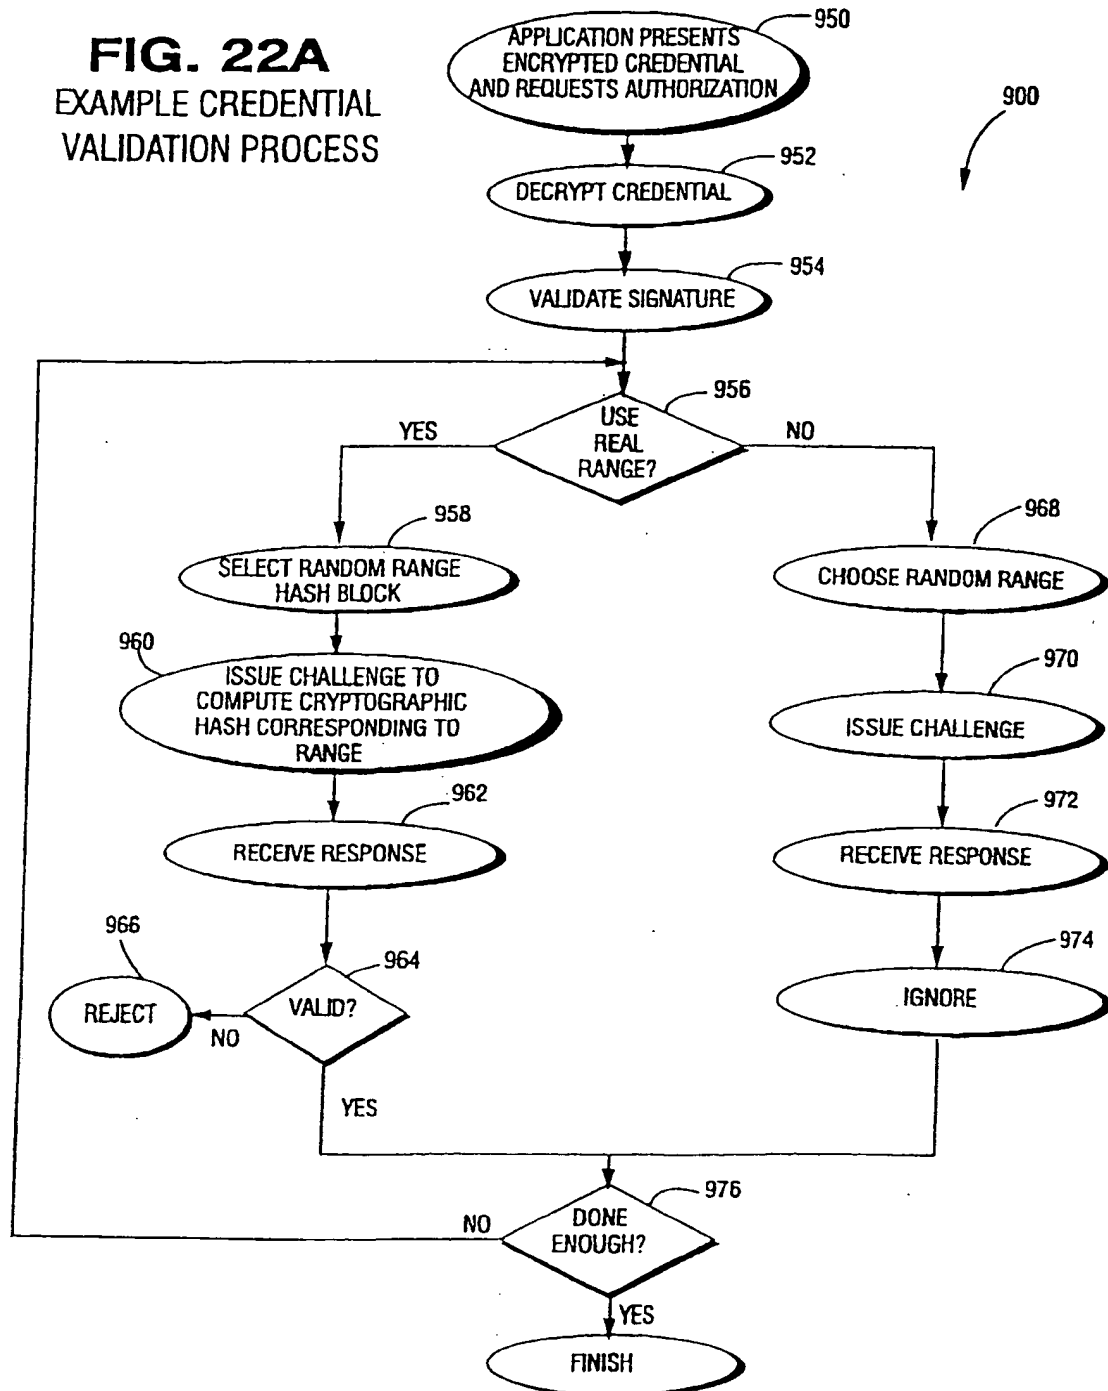 FIG. 22A
EXAMPLE CREDENTIAL
VALIDATION PROCESS
950
APPLICATION PRESENTS
ENCRYPTED CREDENTIAL
AND REQUESTS AUTHORIZATION
900
952
DECRYPT CREDENTIAL
954
VALIDATE SIGNATURE
956
USE
REAL
RANGE?
YES
NO
958
SELECT RANDOM RANGE
HASH BLOCK
968
CHOOSE RANDOM RANGE
960
ISSUE CHALLENGE TO
COMPUTE CRYPTOGRAPHIC
HASH CORRESPONDING TO
RANGE
970
ISSUE CHALLENGE
962
RECEIVE RESPONSE
972
RECEIVE RESPONSE
966
REJECT
964
VALID?
NO
YES
974
IGNORE
976
DONE
ENOUGH?
NO
YES
FINISH